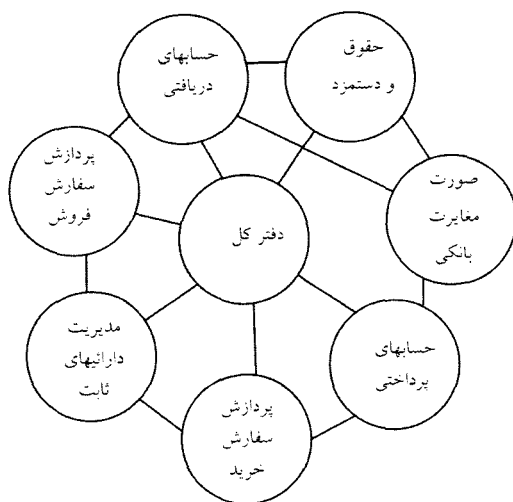 حقوق
و دستمزد
حسابهای
دریافتی
صورت
مغایرت
بانکی
پردازش
سفارش
فروش
دفتر کل
مدیریت
دارائیهای
ثابت
حسابهای
پرداختی
پردازش
سفارش
خرید